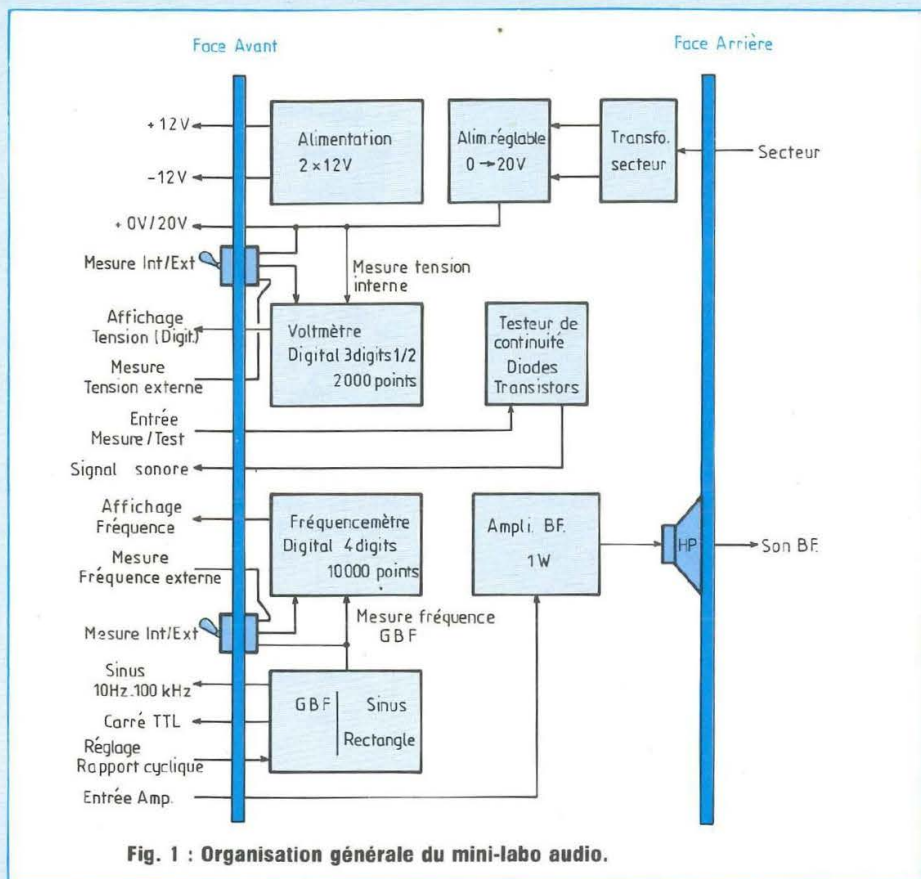 Face Avant
Face Arrière
+12V
-12V
+0V/20V
Mesure Int/Ext
Affichage
Tension (Digit.)
Mesure
Tension externe
Entrée
Mesure/Test
Signal sonore
Affichage
Fréquence
Mesure
Fréquence externe
Mesure Int/Ext
Sinus
10Hz.100 kHz
Carré TTL
Réglage
Rapport cyclique
Entrée Amp.
Alimentation
2×12V
Alim.réglable
0→20V
Transfo.
secteur
Secteur
Mesure tension
interne
Voltmètre
Digital 3digits1/2
2000 points
Testeur de
continuité
Diodes
Transistors
Fréquencemètre
Digital 4digits
10000 points
Ampli. BF.
1W
HP
Son BF.
Mesure fréquence
GBF
GBF
Sinus
Rectangle
Fig. 1 : Organisation générale du mini-labo audio.